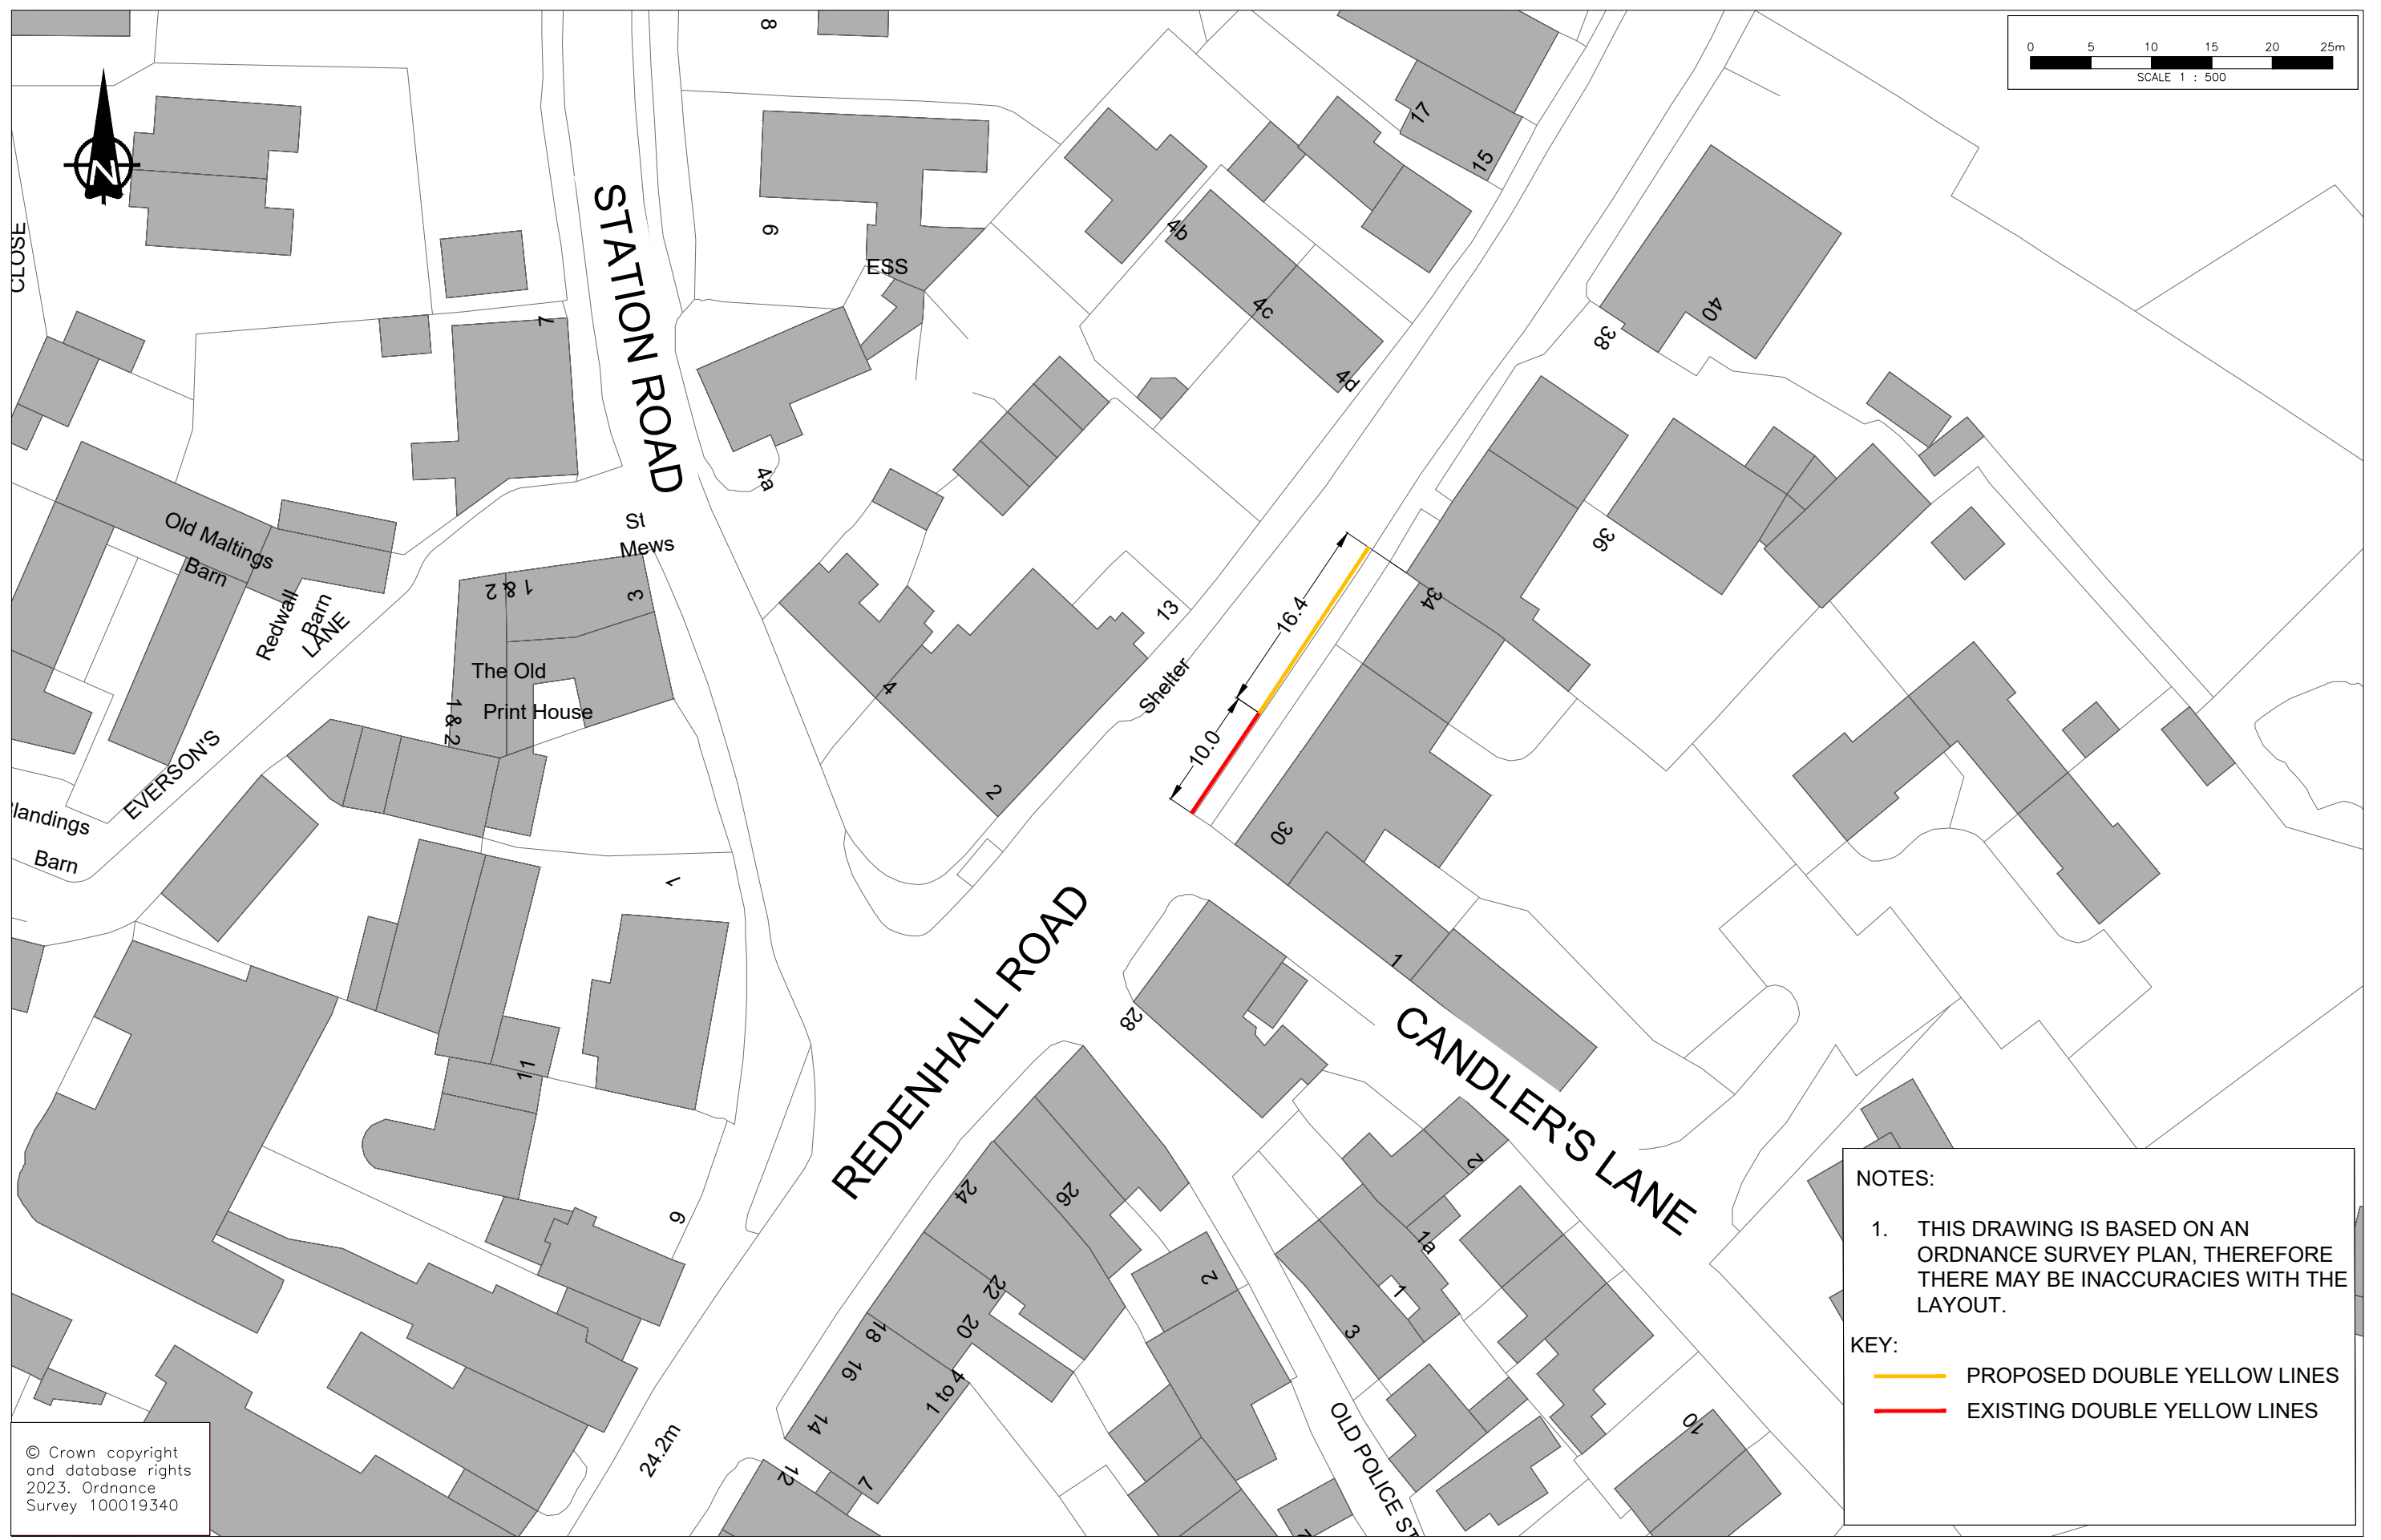 8
0 5 10 15 20 25m
SCALE 1 : 500
N
CLOSE
STATION ROAD
17
15
6
ESS
4b
4c
4d
40
38
7
4a
36
St
Mews
Old Maltings
Barn
Redwall
Barn
EVERSON'S LANE
1 & 2
3
The Old
Print House
1 & 2
13
4
2
Shelter
16.4
10.0
34
30
Barn
1
1
28
REDENHALL ROAD
CANDLER'S LANE
11
9
24
26
22
20
18
16
14
1 to 4
7
12
24.2m
2
2
1a
1
3
10
OLD POLICE ST
NOTES:
1. THIS DRAWING IS BASED ON AN
ORDNANCE SURVEY PLAN, THEREFORE
THERE MAY BE INACCURACIES WITH THE
LAYOUT.
KEY:
PROPOSED DOUBLE YELLOW LINES
EXISTING DOUBLE YELLOW LINES
© Crown copyright
and database rights
2023. Ordnance
Survey 100019340